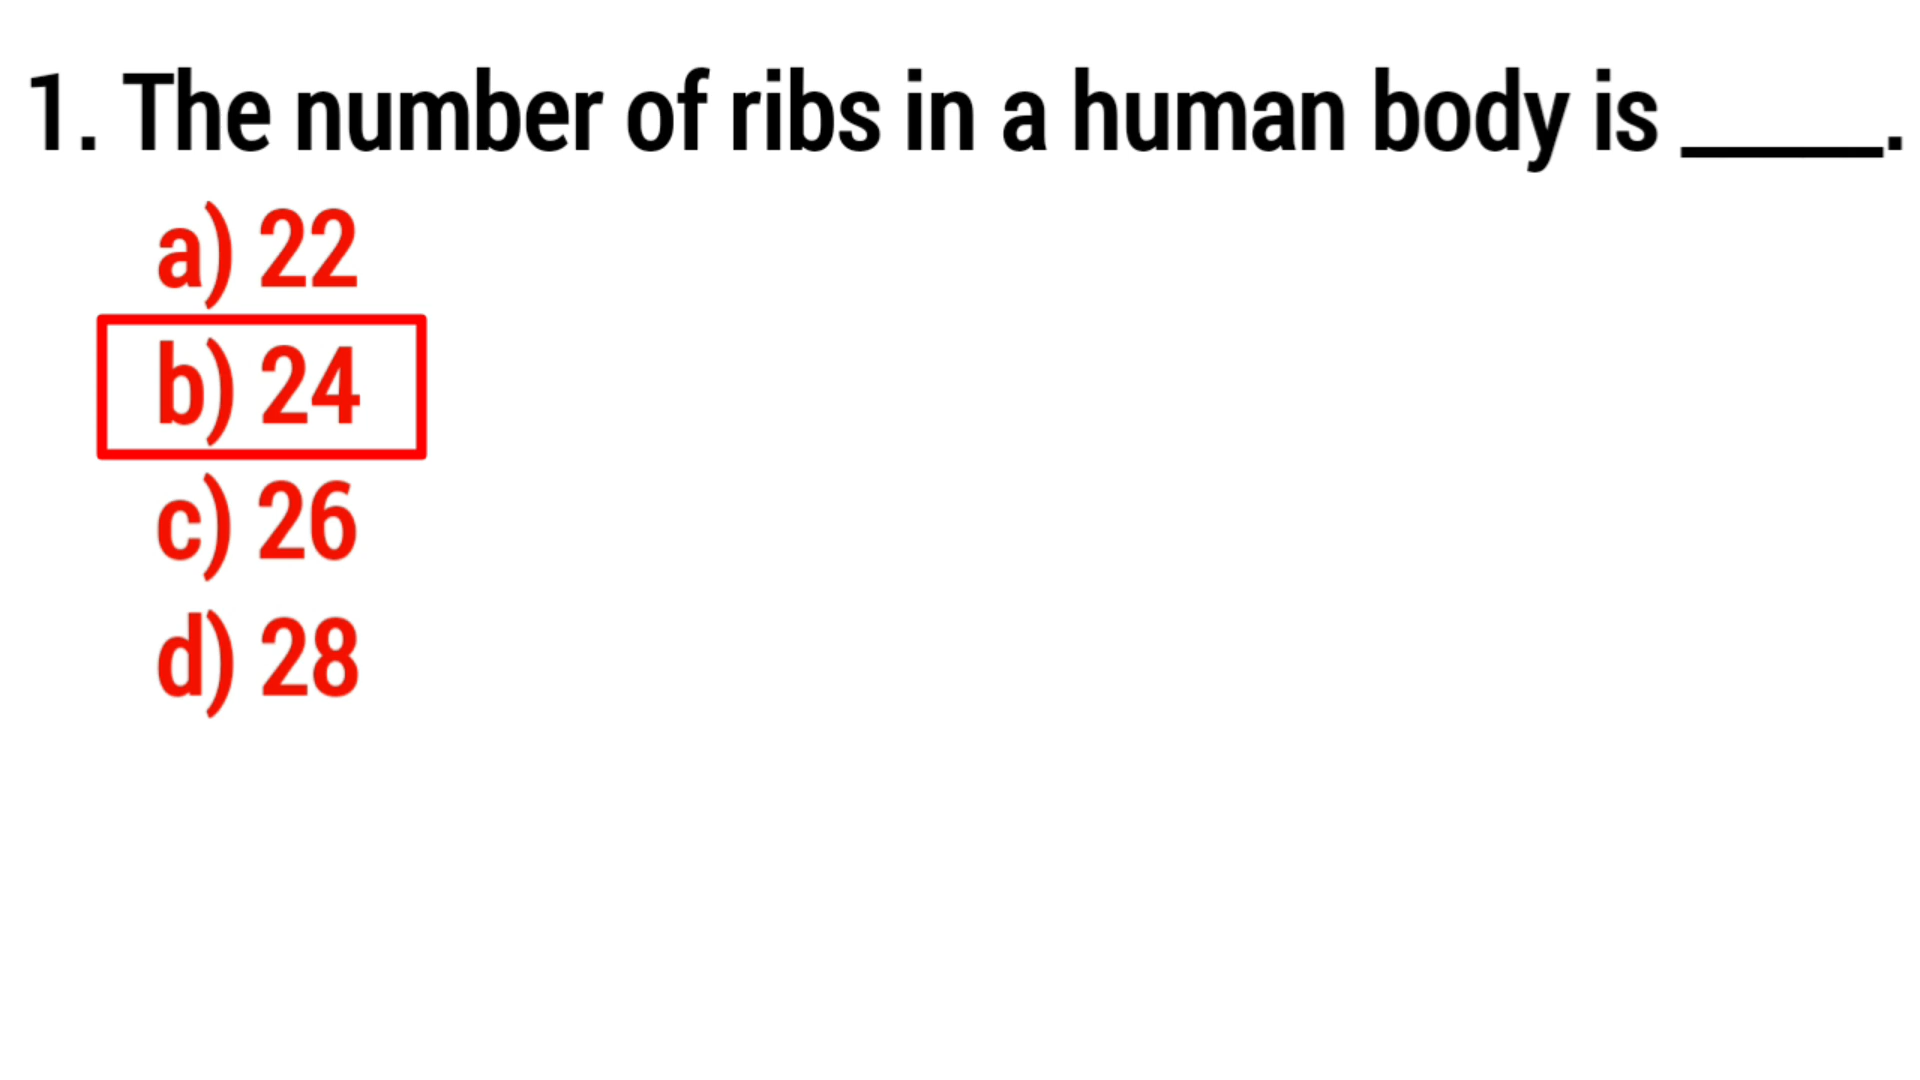 1. The number of ribs in a human body is _____.
a) 22
b) 24
c) 26
d) 28